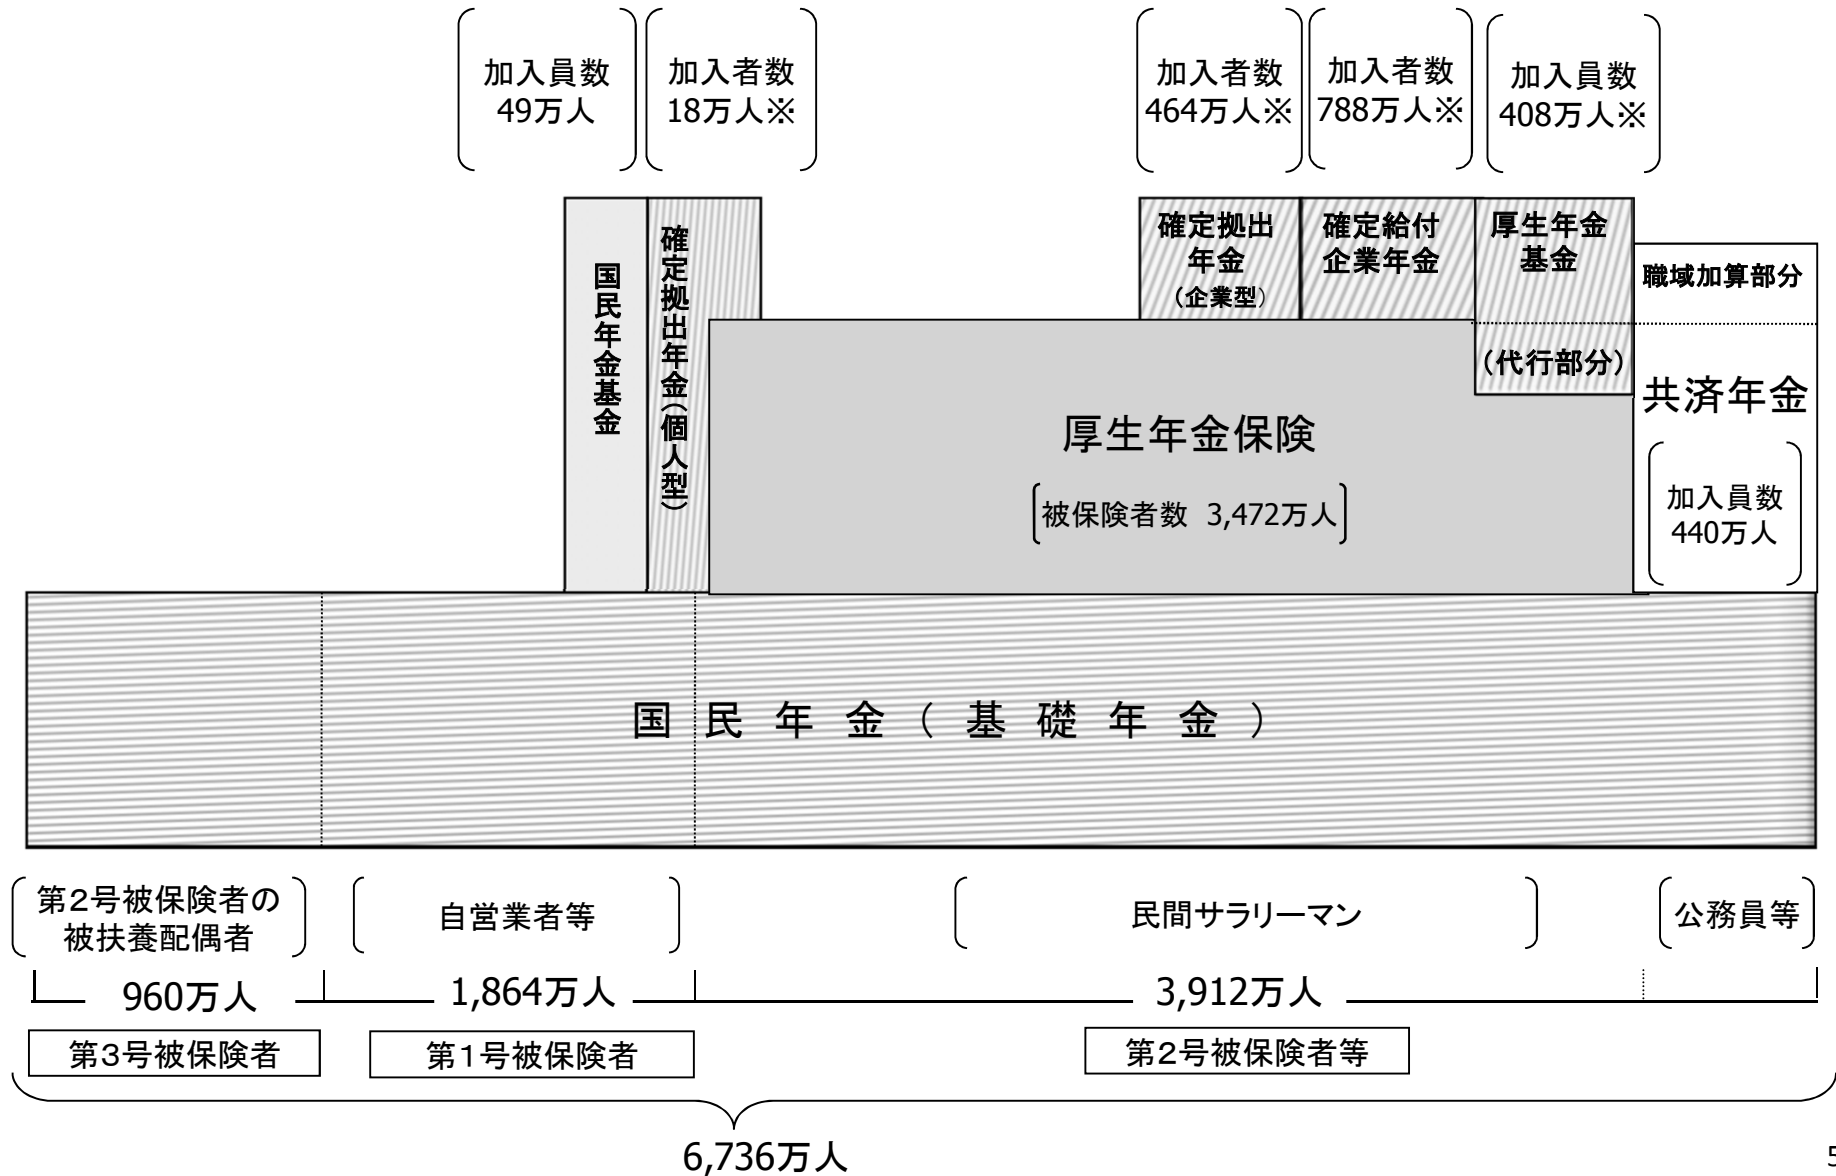 加入員数
49万人
加入者数
18万人※
加入者数
464万人※
加入者数
788万人※
加入員数
408万人※
国民年金基金
確定拠出年金(個人型)
確定拠出
年金
(企業型)
確定給付
企業年金
厚生年金
基金
(代行部分)
職域加算部分
共済年金
加入員数
440万人
厚生年金保険
被保険者数 3,472万人
国民年金(基礎年金)
第2号被保険者の
被扶養配偶者
自営業者等
民間サラリーマン
公務員等
960万人
1,864万人
3,912万人
第3号被保険者
第1号被保険者
第2号被保険者等
6,736万人